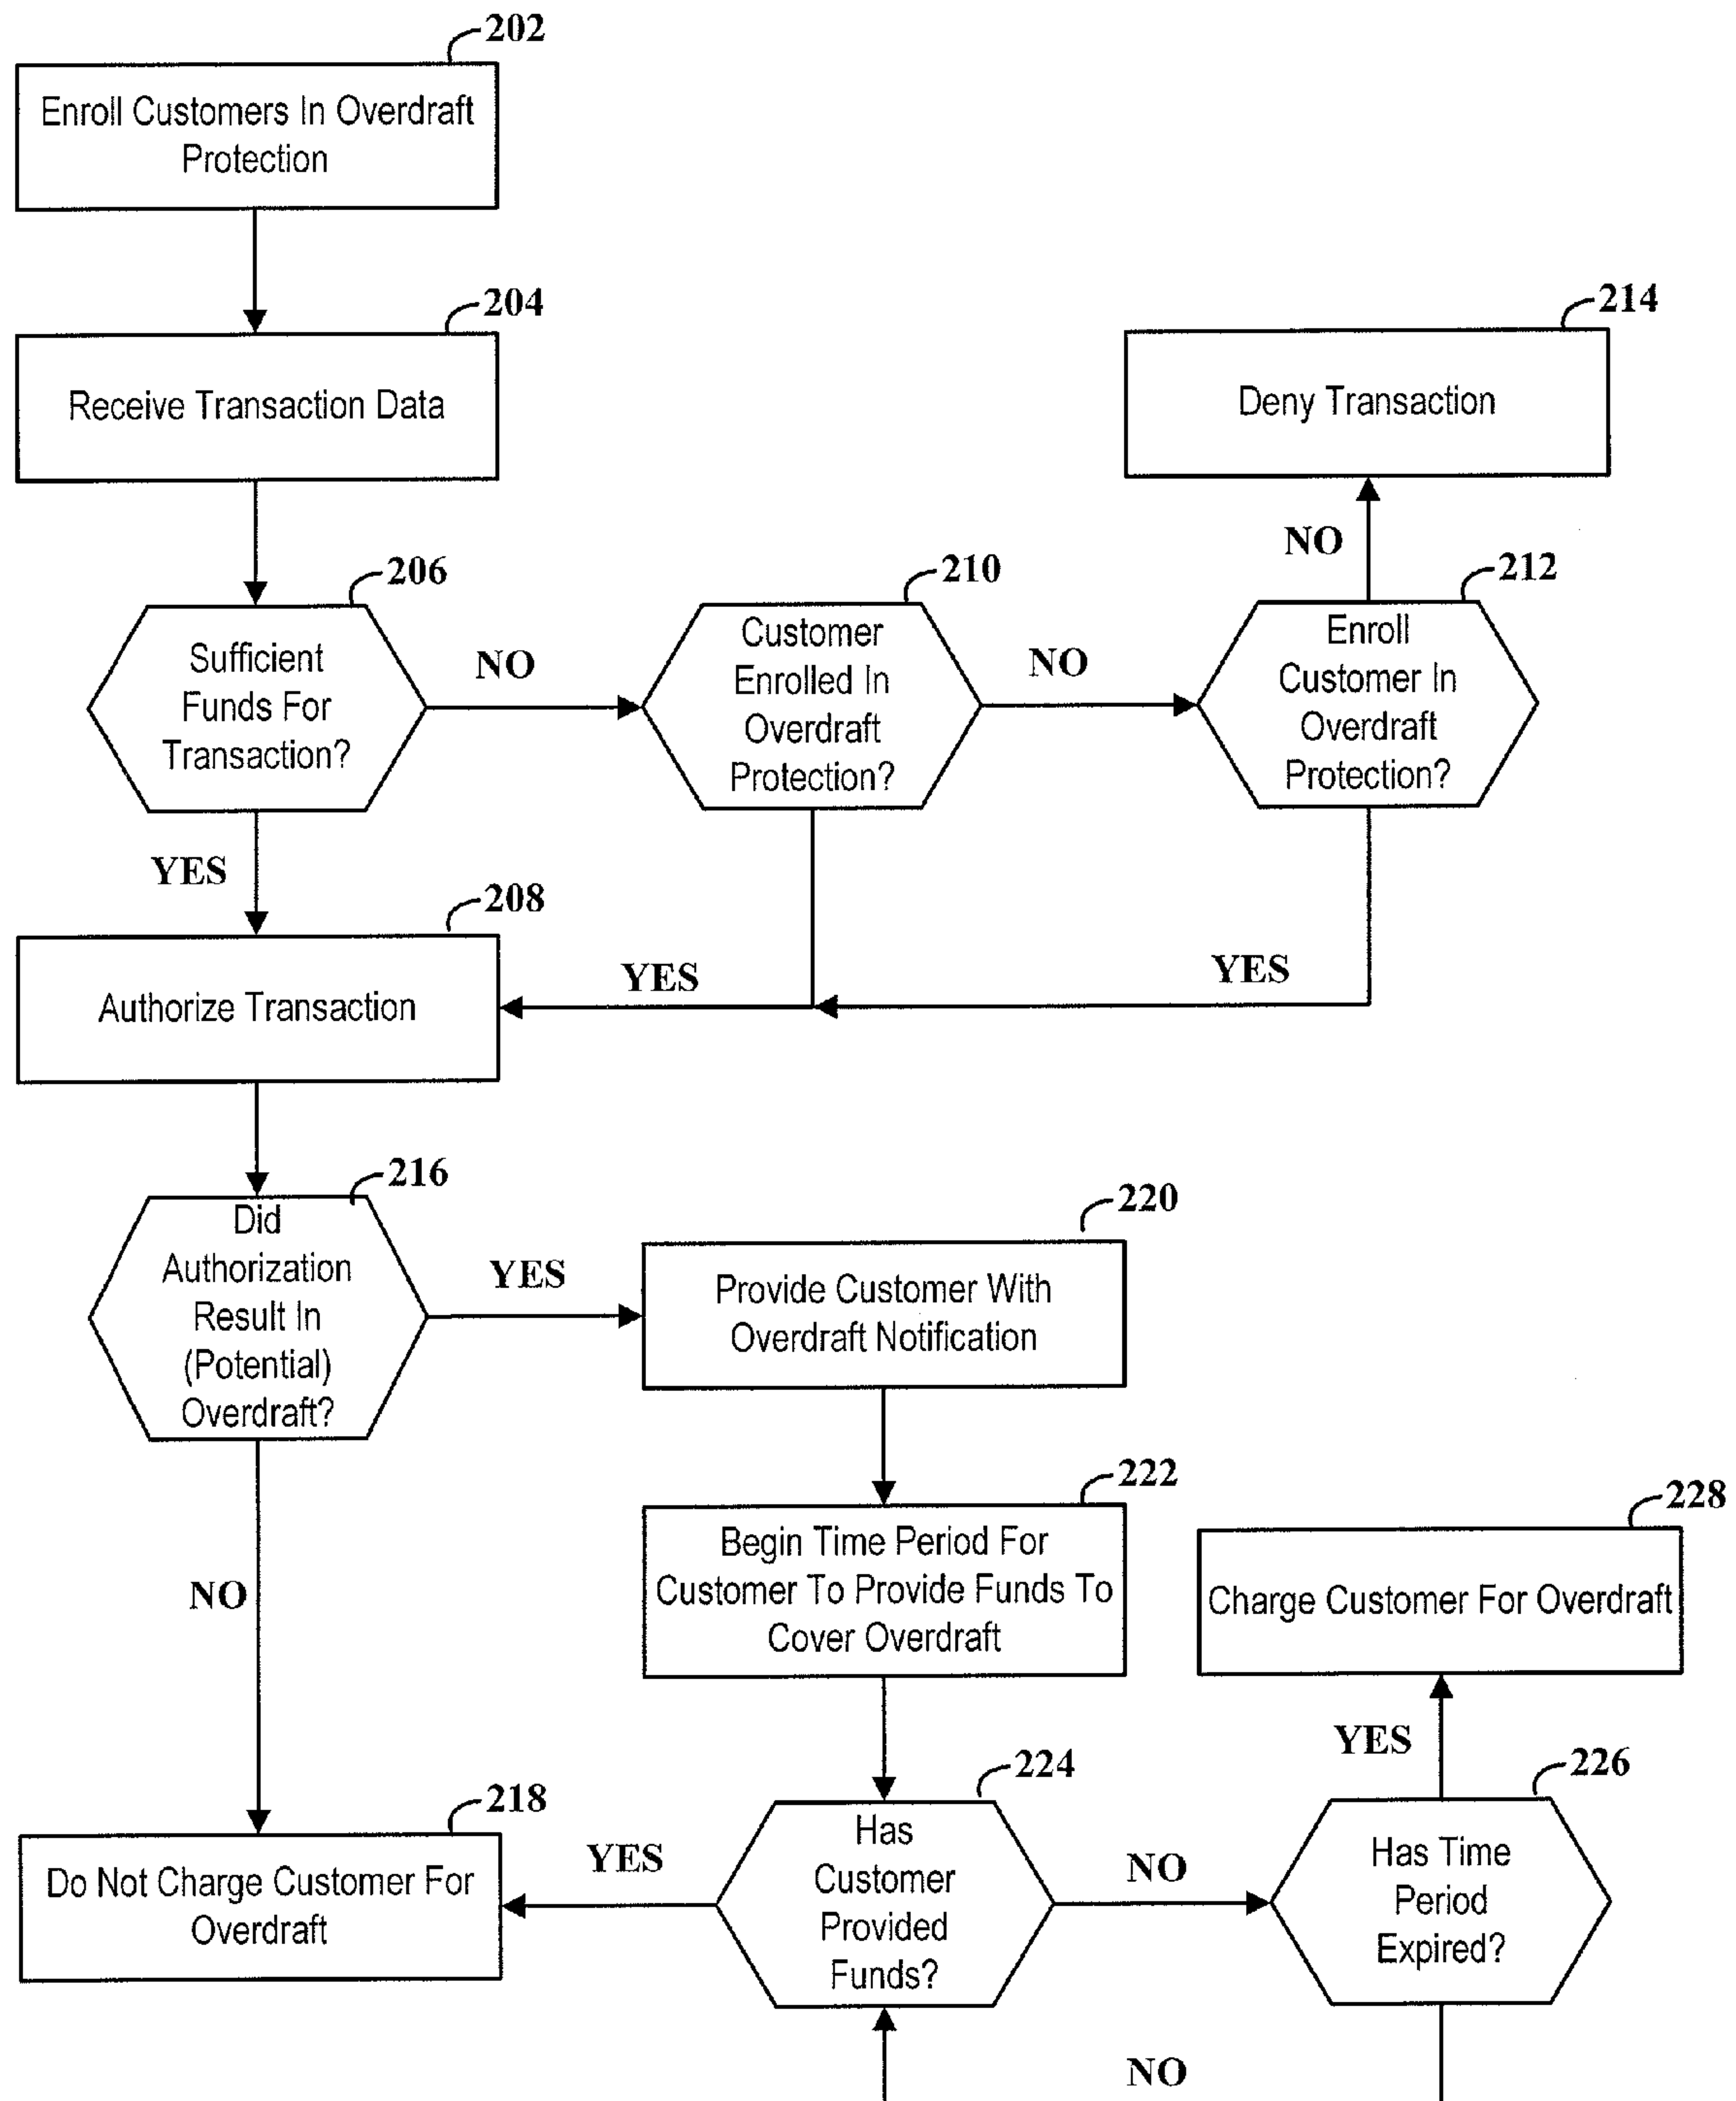 202
Enroll Customers In Overdraft
Protection
204
Receive Transaction Data
214
Deny Transaction
NO
206
Sufficient
Funds For
Transaction?
NO
210
Customer
Enrolled In
Overdraft
Protection?
NO
212
Enroll
Customer In
Overdraft
Protection?
YES
208
Authorize Transaction
YES
YES
216
Did
Authorization
Result In
(Potential)
Overdraft?
YES
220
Provide Customer With
Overdraft Notification
222
Begin Time Period For
Customer To Provide Funds To
Cover Overdraft
228
Charge Customer For Overdraft
NO
YES
218
Do Not Charge Customer For
Overdraft
YES
224
Has
Customer
Provided
Funds?
NO
226
Has Time
Period
Expired?
NO